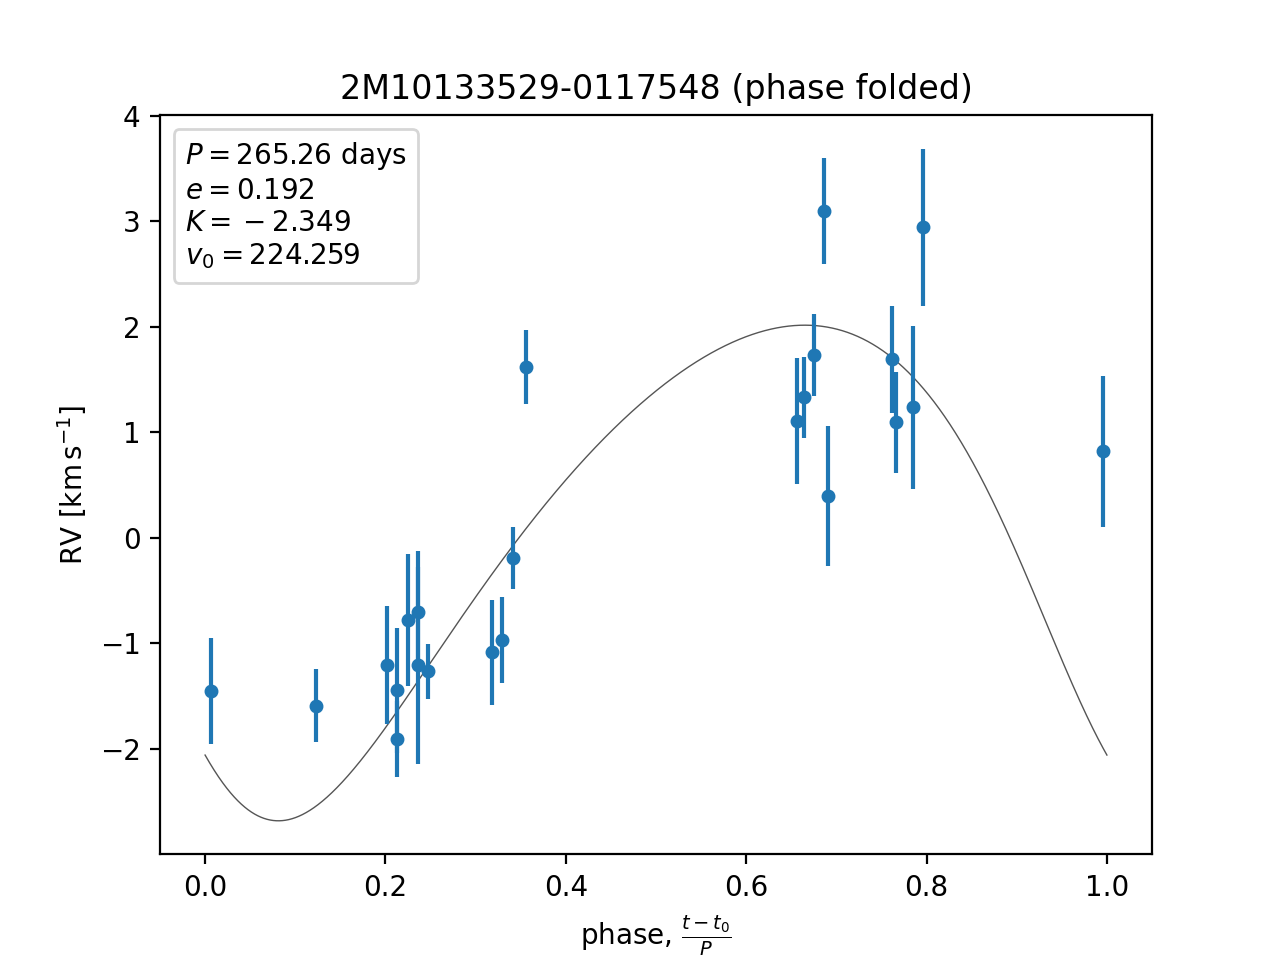 2M10133529-0117548 (phase folded)
P = 265.26 days
e = 0.192
K = −2.349
v₀ = 224.259
4
3
2
1
0
−1
−2
RV [km s⁻¹]
0.0 0.2 0.4 0.6 0.8 1.0
phase, (t − t₀)/P